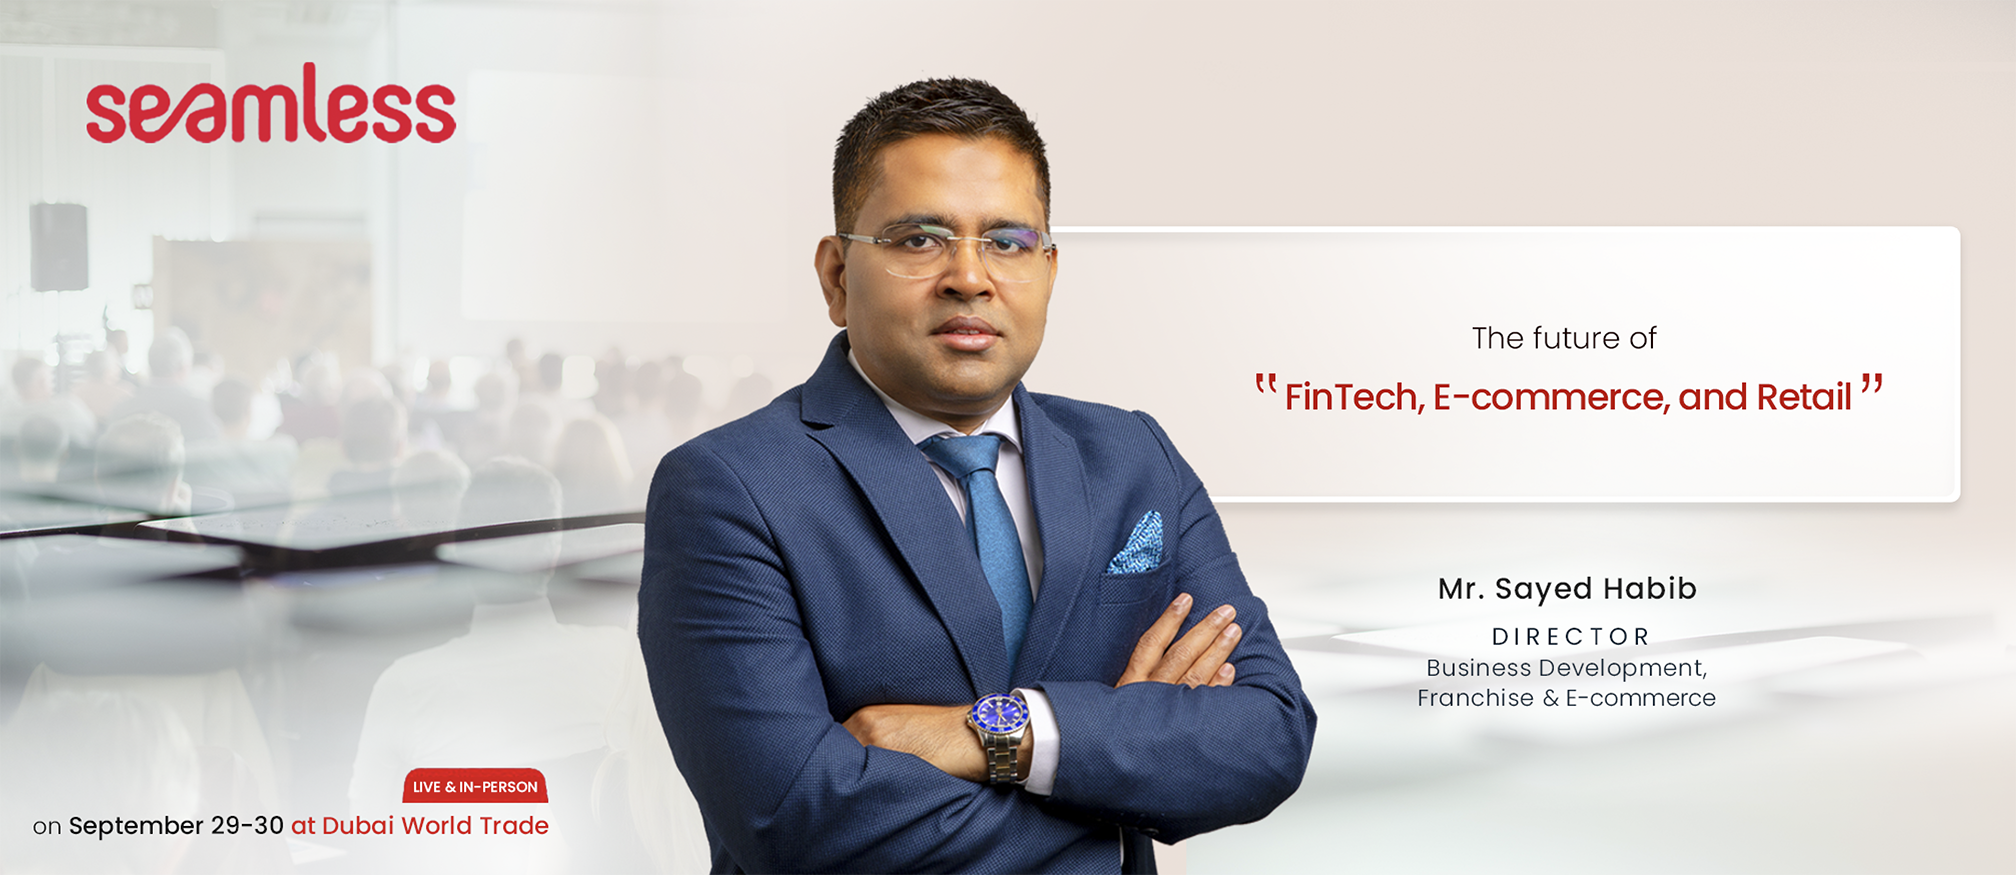 seamless
The future of
‟FinTech, E-commerce, and Retail”
Mr. Sayed Habib
DIRECTOR
Business Development,
Franchise & E-commerce
LIVE & IN-PERSON
on September 29-30 at Dubai World Trade